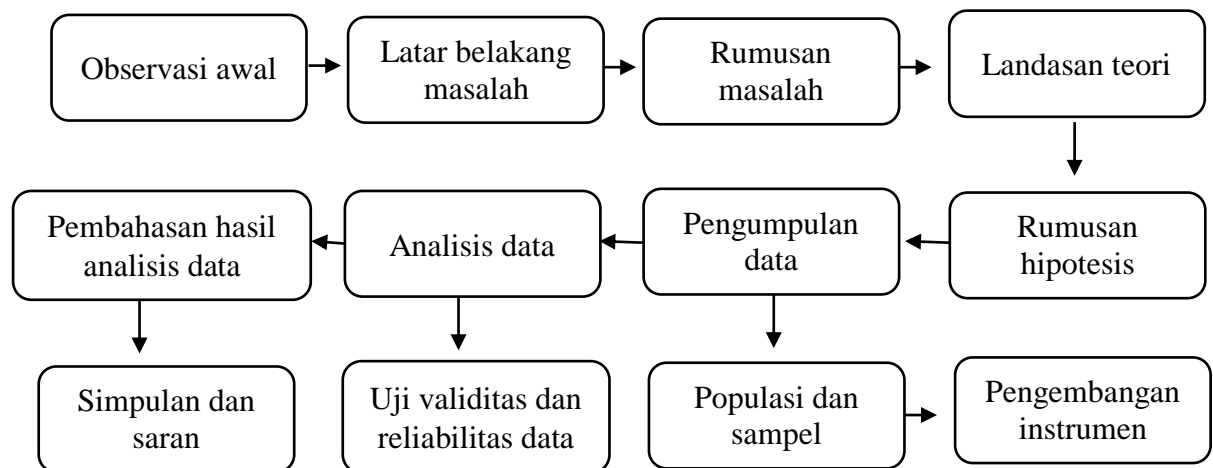 Observasi awal
Latar belakang
masalah
Rumusan
masalah
Landasan teori
Pembahasan hasil
analisis data
Analisis data
Pengumpulan
data
Rumusan
hipotesis
Simpulan dan
saran
Uji validitas dan
reliabilitas data
Populasi dan
sampel
Pengembangan
instrumen